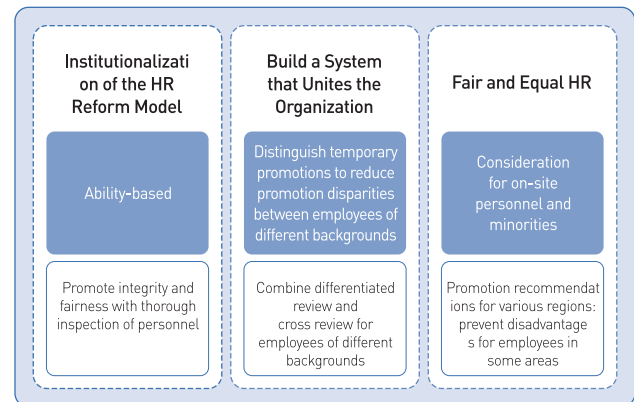 Institutionalizati
on of the HR
Reform Model
Ability-based
Promote integrity and
fairness with thorough
inspection of personnel
Build a System
that Unites the
Organization
Distinguish temporary
promotions to reduce
promotion disparities
between employees of
different backgrounds
Combine differentiated
review and
cross review for
employees of different
backgrounds
Fair and Equal HR
Consideration
for on-site
personnel and
minorities
Promotion recommendat
ions for various regions:
prevent disadvantage
s for employees in
some areas